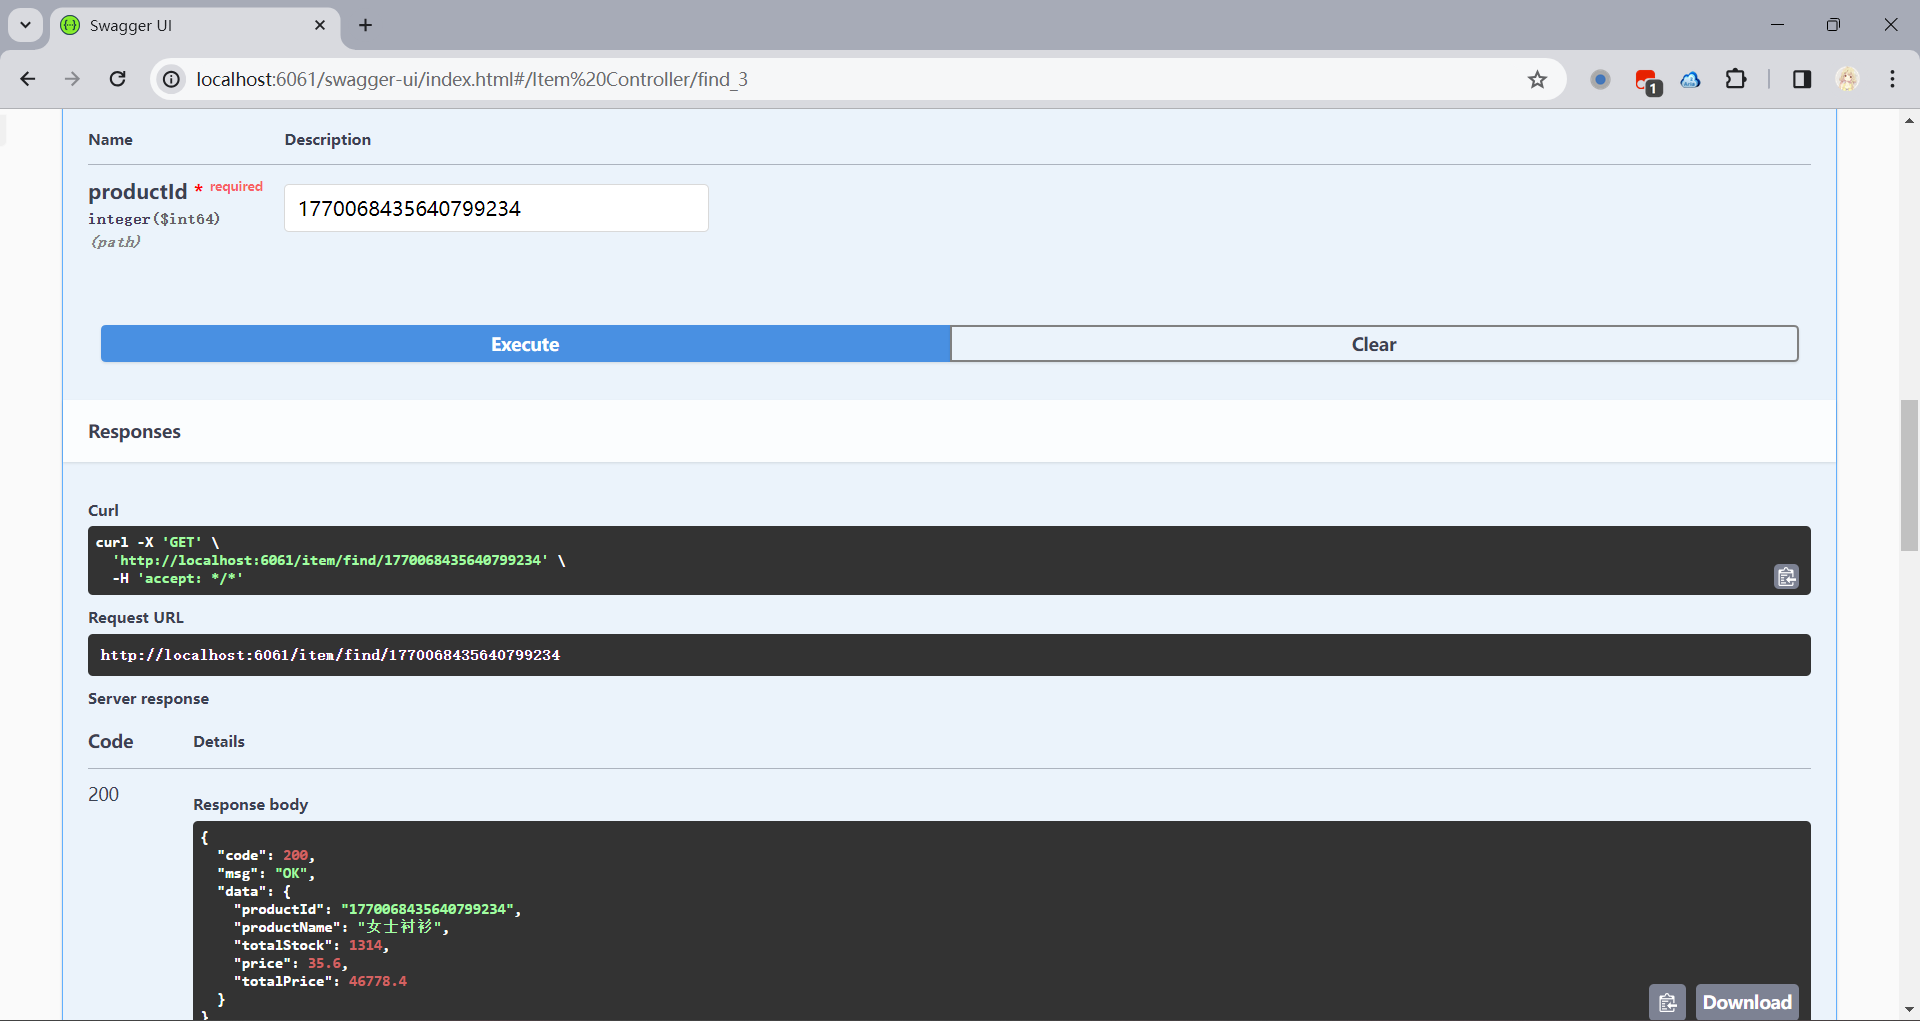 Swagger UI
localhost:6061/swagger-ui/index.html#/Item%20Controller/find_3
1
Name Description
productId * required
1770068435640799234
integer($int64)
(path)
Execute Clear
Responses
Curl
curl -X 'GET' \
'http://localhost:6061/item/find/1770068435640799234' \
-H 'accept: */*'
Request URL
http://localhost:6061/item/find/1770068435640799234
Server response
Code Details
200
Response body
{
"code": 200,
"msg": "OK",
"data": {
"productId": "1770068435640799234",
"productName": "女士衬衫",
"totalStock": 1314,
"price": 35.6,
"totalPrice": 46778.4
}
}
Download